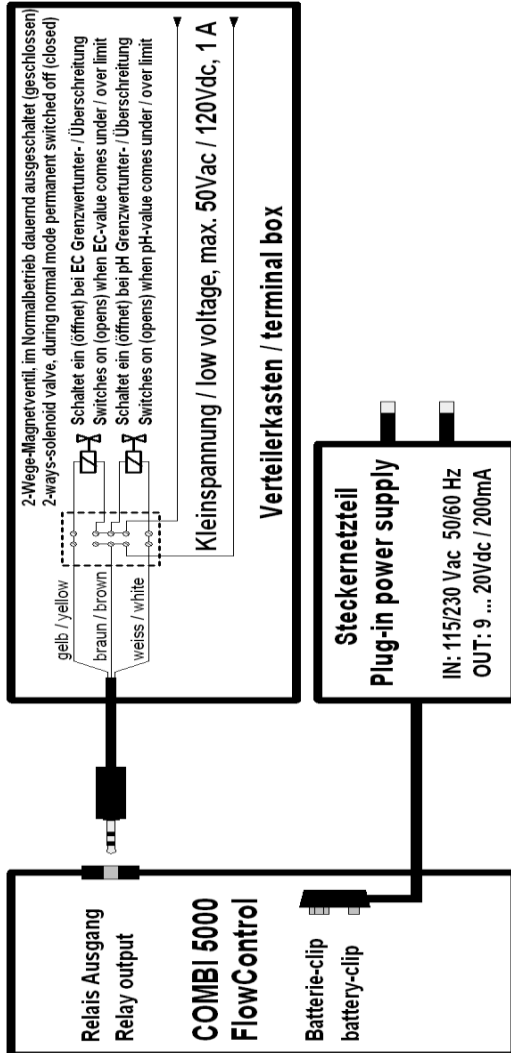 2-Wege-Magnetventil, im Normalbetrieb dauernd ausgeschaltet (geschlossen)
2-ways-solenoid valve, during normal mode permanent switched off (closed)
Schaltet ein (öffnet) bei EC Grenzwertunter- / Überschreitung
Switches on (opens) when EC-value comes under / over limit
Schaltet ein (öffnet) bei pH Grenzwertunter- / Überschreitung
Switches on (opens) when pH-value comes under / over limit
gelb / yellow
braun / brown
weiss / white
Kleinspannung / low voltage, max. 50Vac / 120Vdc, 1 A
Verteilerkasten / terminal box
Relais Ausgang
Relay output
COMBI 5000
FlowControl
Batterie-clip
battery-clip
Steckernetzteil
Plug-in power supply
IN: 115/230 Vac 50/60 Hz
OUT: 9 ... 20Vdc / 200mA